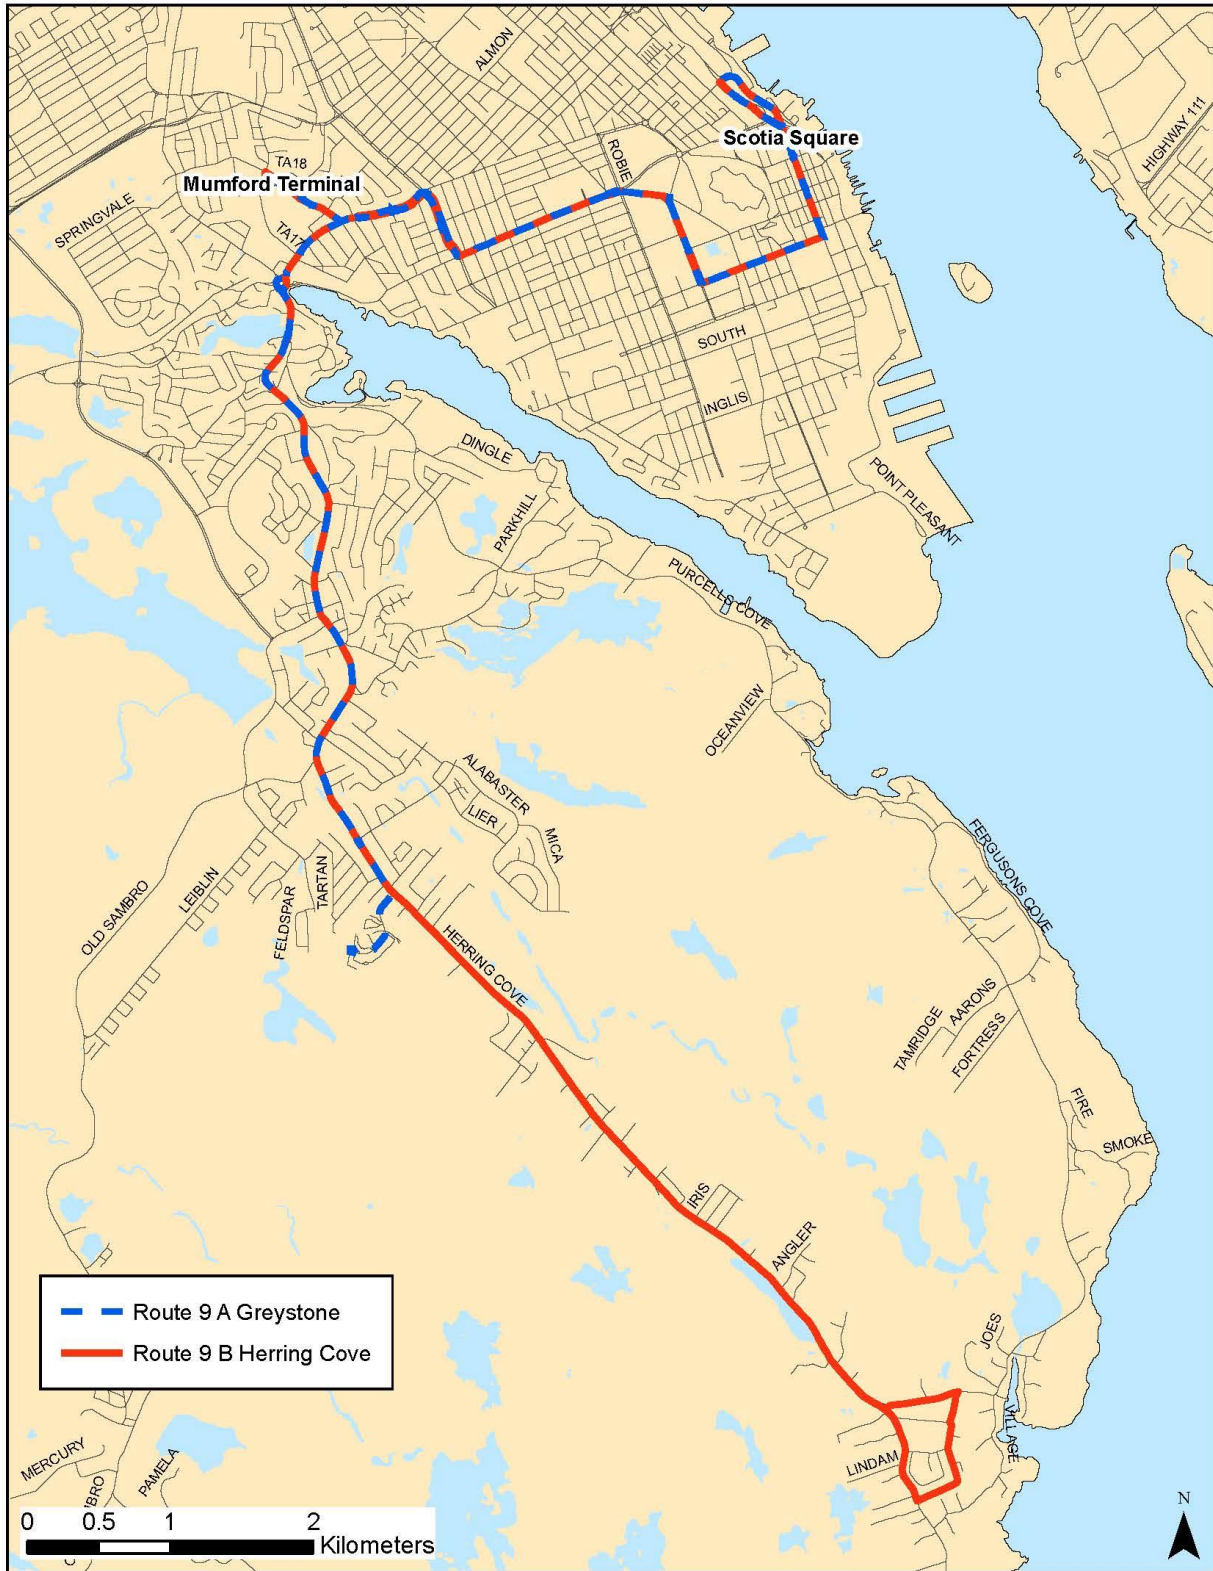 ALMON
HIGHWAY 111
Scotia Square
ROBIE
TA18
Mumford Terminal
SPRINGVALE
TA17
SOUTH
INGLIS
DINGLE
POINT PLEASANT
PARKHILL
PURCELLS COVE
OCEANVIEW
ALABASTER
LIER
MICA
FERGUSONS COVE
TARTAN
LEIBLIN
FELDSPAR
OLD SAMBRO
HERRING COVE
AARONS
TAMRIDGE
FORTRESS
FIRE
SMOKE
IRIS
ANGLER
Route 9 A Greystone
Route 9 B Herring Cove
JOES
VILLAGE
LINDAM
MERCURY
PAMELA
0 0.5 1 2
Kilometers
N